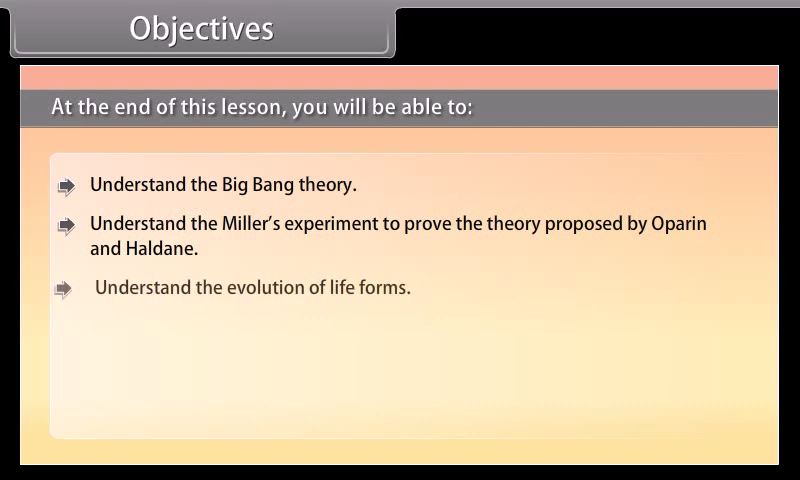 Objectives
At the end of this lesson, you will be able to:
Understand the Big Bang theory.
Understand the Miller's experiment to prove the theory proposed by Oparin
and Haldane.
Understand the evolution of life forms.